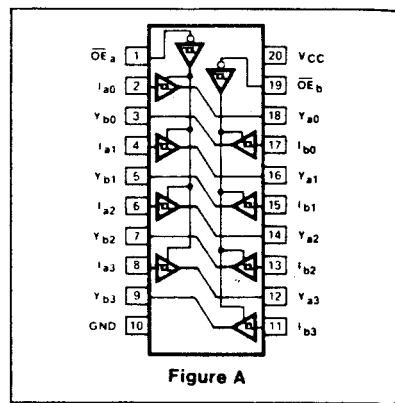 O̅E̅a 1 20 VCC
Ia0 2 19 O̅E̅b
Yb0 3 18 Ya0
Ia1 4 17 Ib0
Yb1 5 16 Ya1
Ia2 6 15 Ib1
Yb2 7 14 Ya2
Ia3 8 13 Ib2
Yb3 9 12 Ya3
GND 10 11 Ib3
Figure A